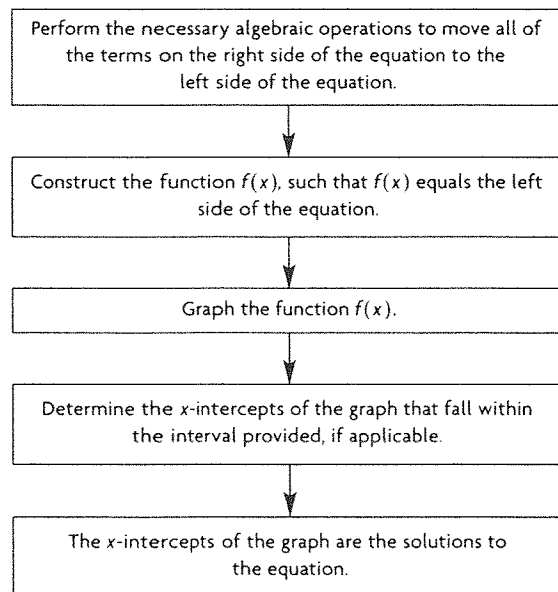 Perform the necessary algebraic operations to move all of
the terms on the right side of the equation to the
left side of the equation.
Construct the function f(x), such that f(x) equals the left
side of the equation.
Graph the function f(x).
Determine the x-intercepts of the graph that fall within
the interval provided, if applicable.
The x-intercepts of the graph are the solutions to
the equation.